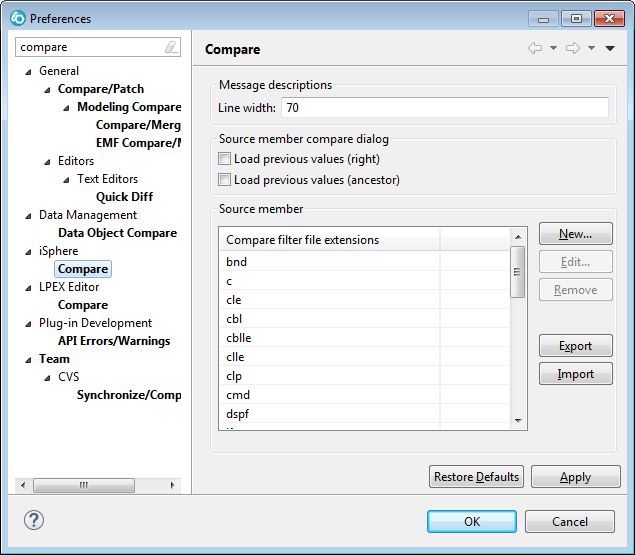 Preferences
compare
General
Compare/Patch
Modeling Compare
Compare/Merg
EMF Compare/
Editors
Text Editors
Quick Diff
Data Management
Data Object Compare
iSphere
Compare
LPEX Editor
Compare
Plug-in Development
API Errors/Warnings
Team
CVS
Synchronize/Comp
Compare
Message descriptions
Line width: 70
Source member compare dialog
Load previous values (right)
Load previous values (ancestor)
Source member
Compare filter file extensions
bnd
c
cle
cbl
cblle
clle
clp
cmd
dspf
New...
Edit...
Remove
Export
Import
Restore Defaults
Apply
?
OK
Cancel